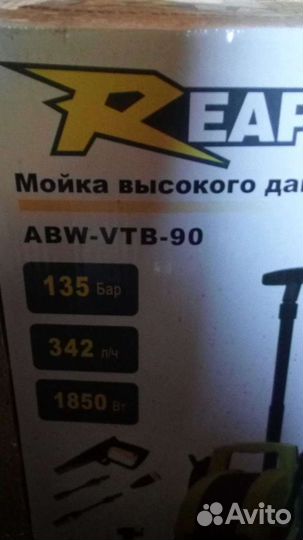 REAP
Мойка высокого да
ABW-VTB-90
135 Бар
342 л/ч
1850 Вт
Avito